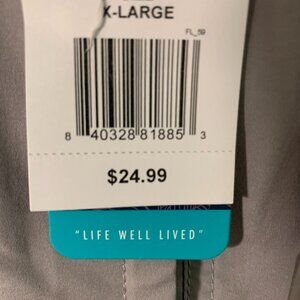 X-LARGE
FL_59
8 40328 81885 3
$24.99
"LIFE WELL LIVED"